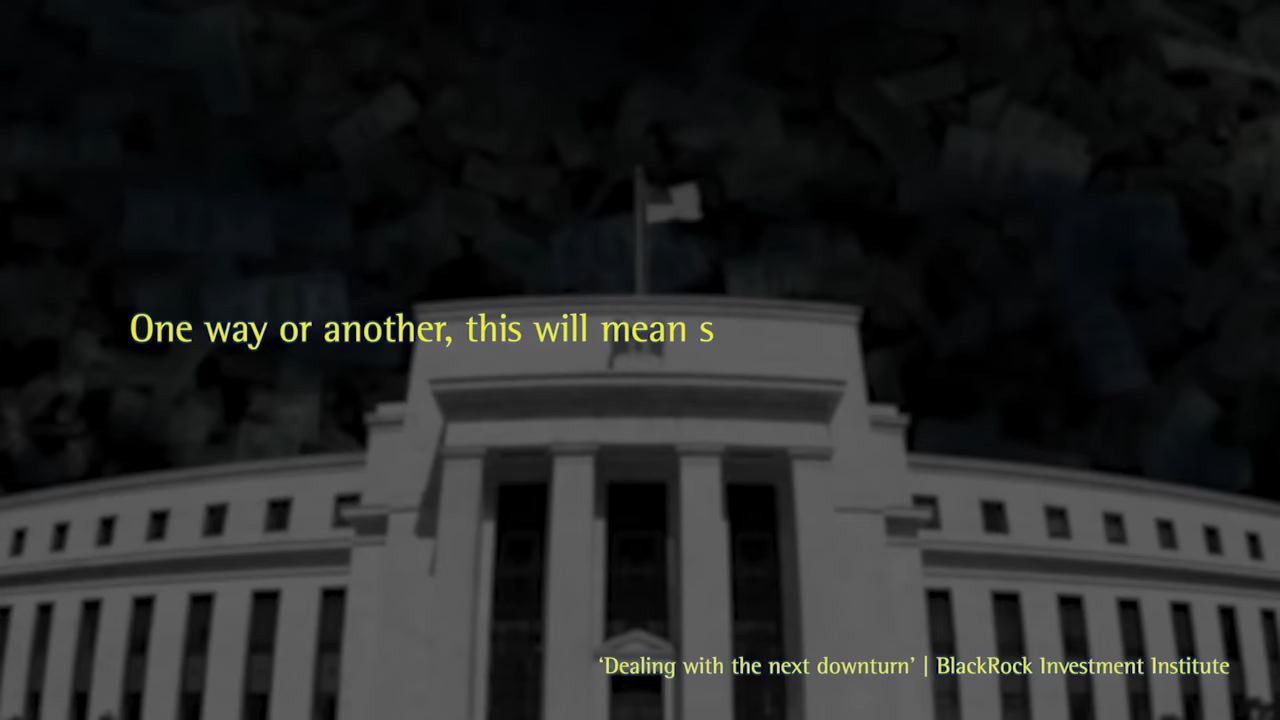 One way or another, this will mean s
‘Dealing with the next downturn’ | BlackRock Investment Institute